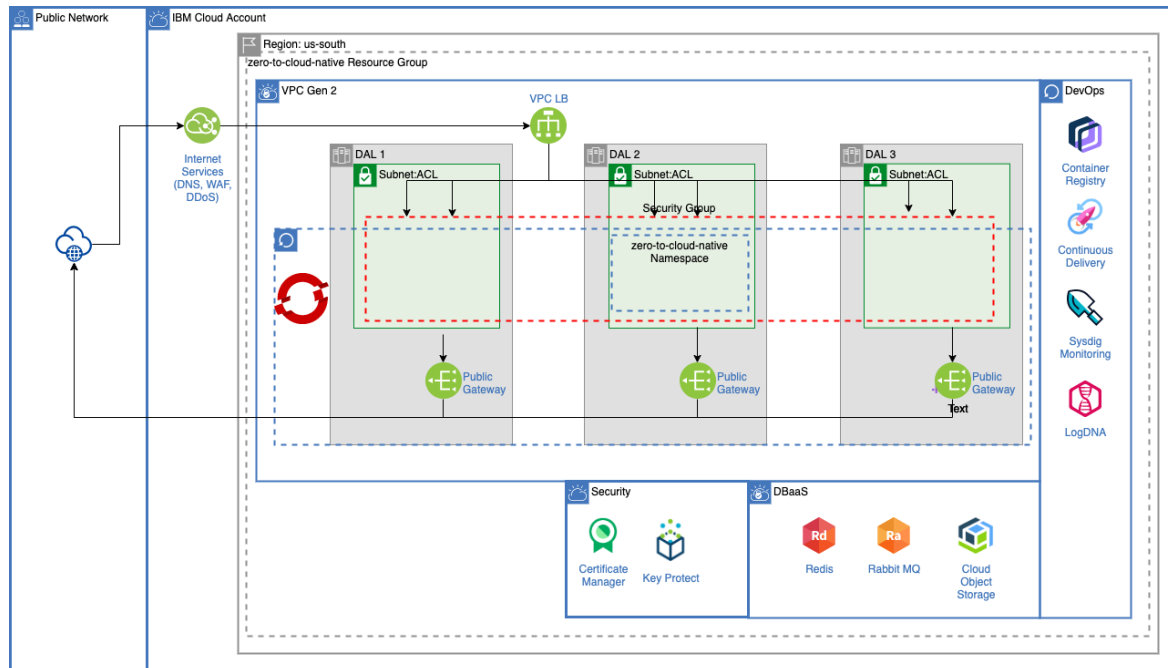 Public Network
IBM Cloud Account
Region: us-south
zero-to-cloud-native Resource Group
VPC Gen 2
DevOps
VPC LB
Internet
Services
(DNS, WAF,
DDoS)
DAL 1
DAL 2
DAL 3
Subnet:ACL
Subnet:ACL
Subnet:ACL
Security Group
zero-to-cloud-native
Namespace
Public
Gateway
Public
Gateway
Public
Gateway
Text
Container
Registry
Continuous
Delivery
Sysdig
Monitoring
LogDNA
Security
Certificate
Manager
Key Protect
DBaaS
Rd
Redis
Ra
Rabbit MQ
Cloud
Object
Storage